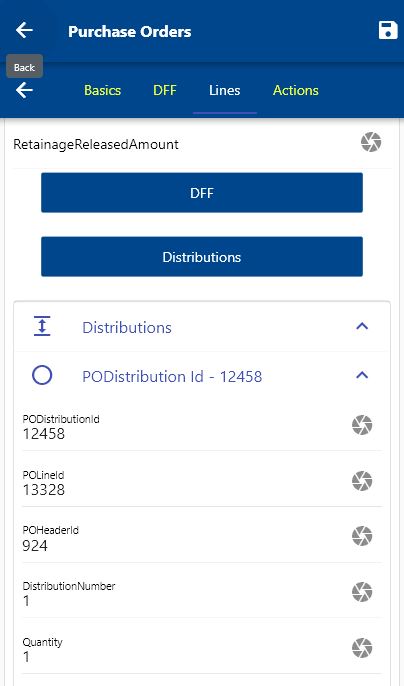 Purchase Orders
Back
Basics DFF Lines Actions
RetainageReleasedAmount
DFF
Distributions
Distributions
PODistribution Id - 12458
PODistributionId
12458
POLineId
13328
POHeaderId
924
DistributionNumber
1
Quantity
1